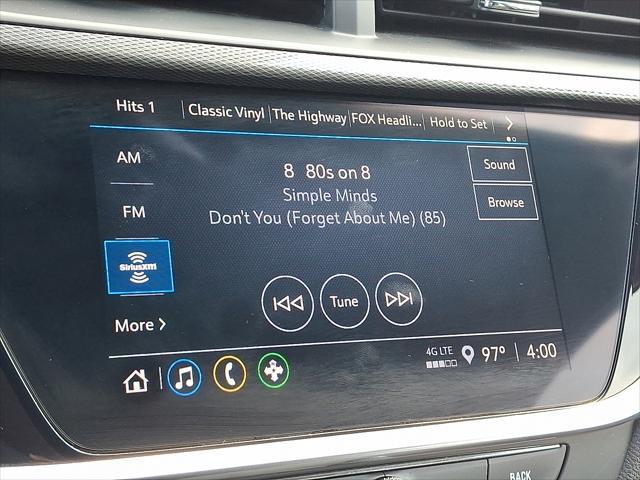 Hits 1 Classic Vinyl The Highway FOX Headli... Hold to Set
AM
8 80s on 8
Sound
Simple Minds
FM
Don't You (Forget About Me) (85)
Browse
SiriusXM
Tune
More
4G LTE 97° 4:00
BACK